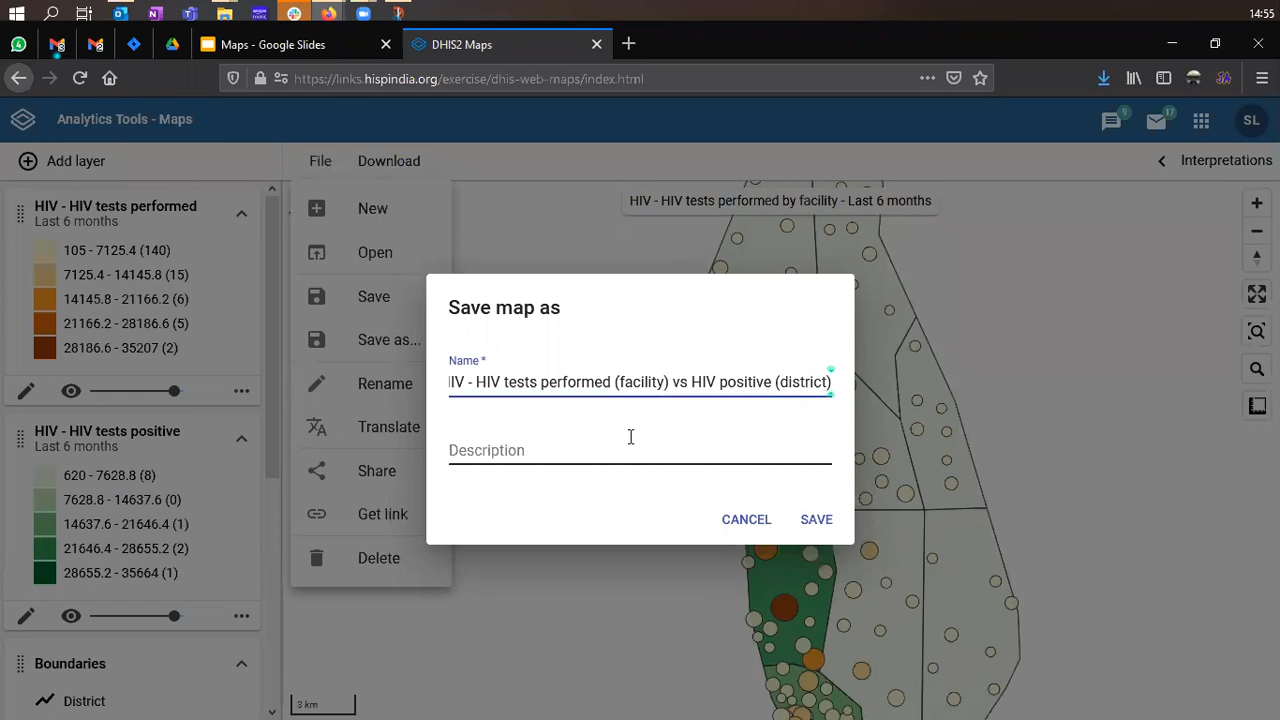 14:55
Maps - Google Slides
DHIS2 Maps
https://links.hispindia.org/exercise/dhis-web-maps/index.html
Analytics Tools - Maps
9
17
SL
Add layer
File
Download
Interpretations
HIV - HIV tests performed
Last 6 months
105 - 7125.4 (140)
7125.4 - 14145.8 (15)
14145.8 - 21166.2 (6)
21166.2 - 28186.6 (5)
28186.6 - 35207 (2)
HIV - HIV tests positive
Last 6 months
620 - 7628.8 (8)
7628.8 - 14637.6 (0)
14637.6 - 21646.4 (1)
21646.4 - 28655.2 (2)
28655.2 - 35664 (1)
Boundaries
District
New
Open
Save
Save as...
Rename
Translate
Share
Get link
Delete
HIV - HIV tests performed by facility - Last 6 months
Save map as
Name *
HIV - HIV tests performed (facility) vs HIV positive (district)
Description
CANCEL
SAVE
3 km